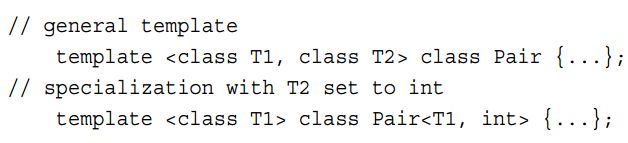 // general template
    template <class T1, class T2> class Pair {...};
// specialization with T2 set to int
    template <class T1> class Pair<T1, int> {...};